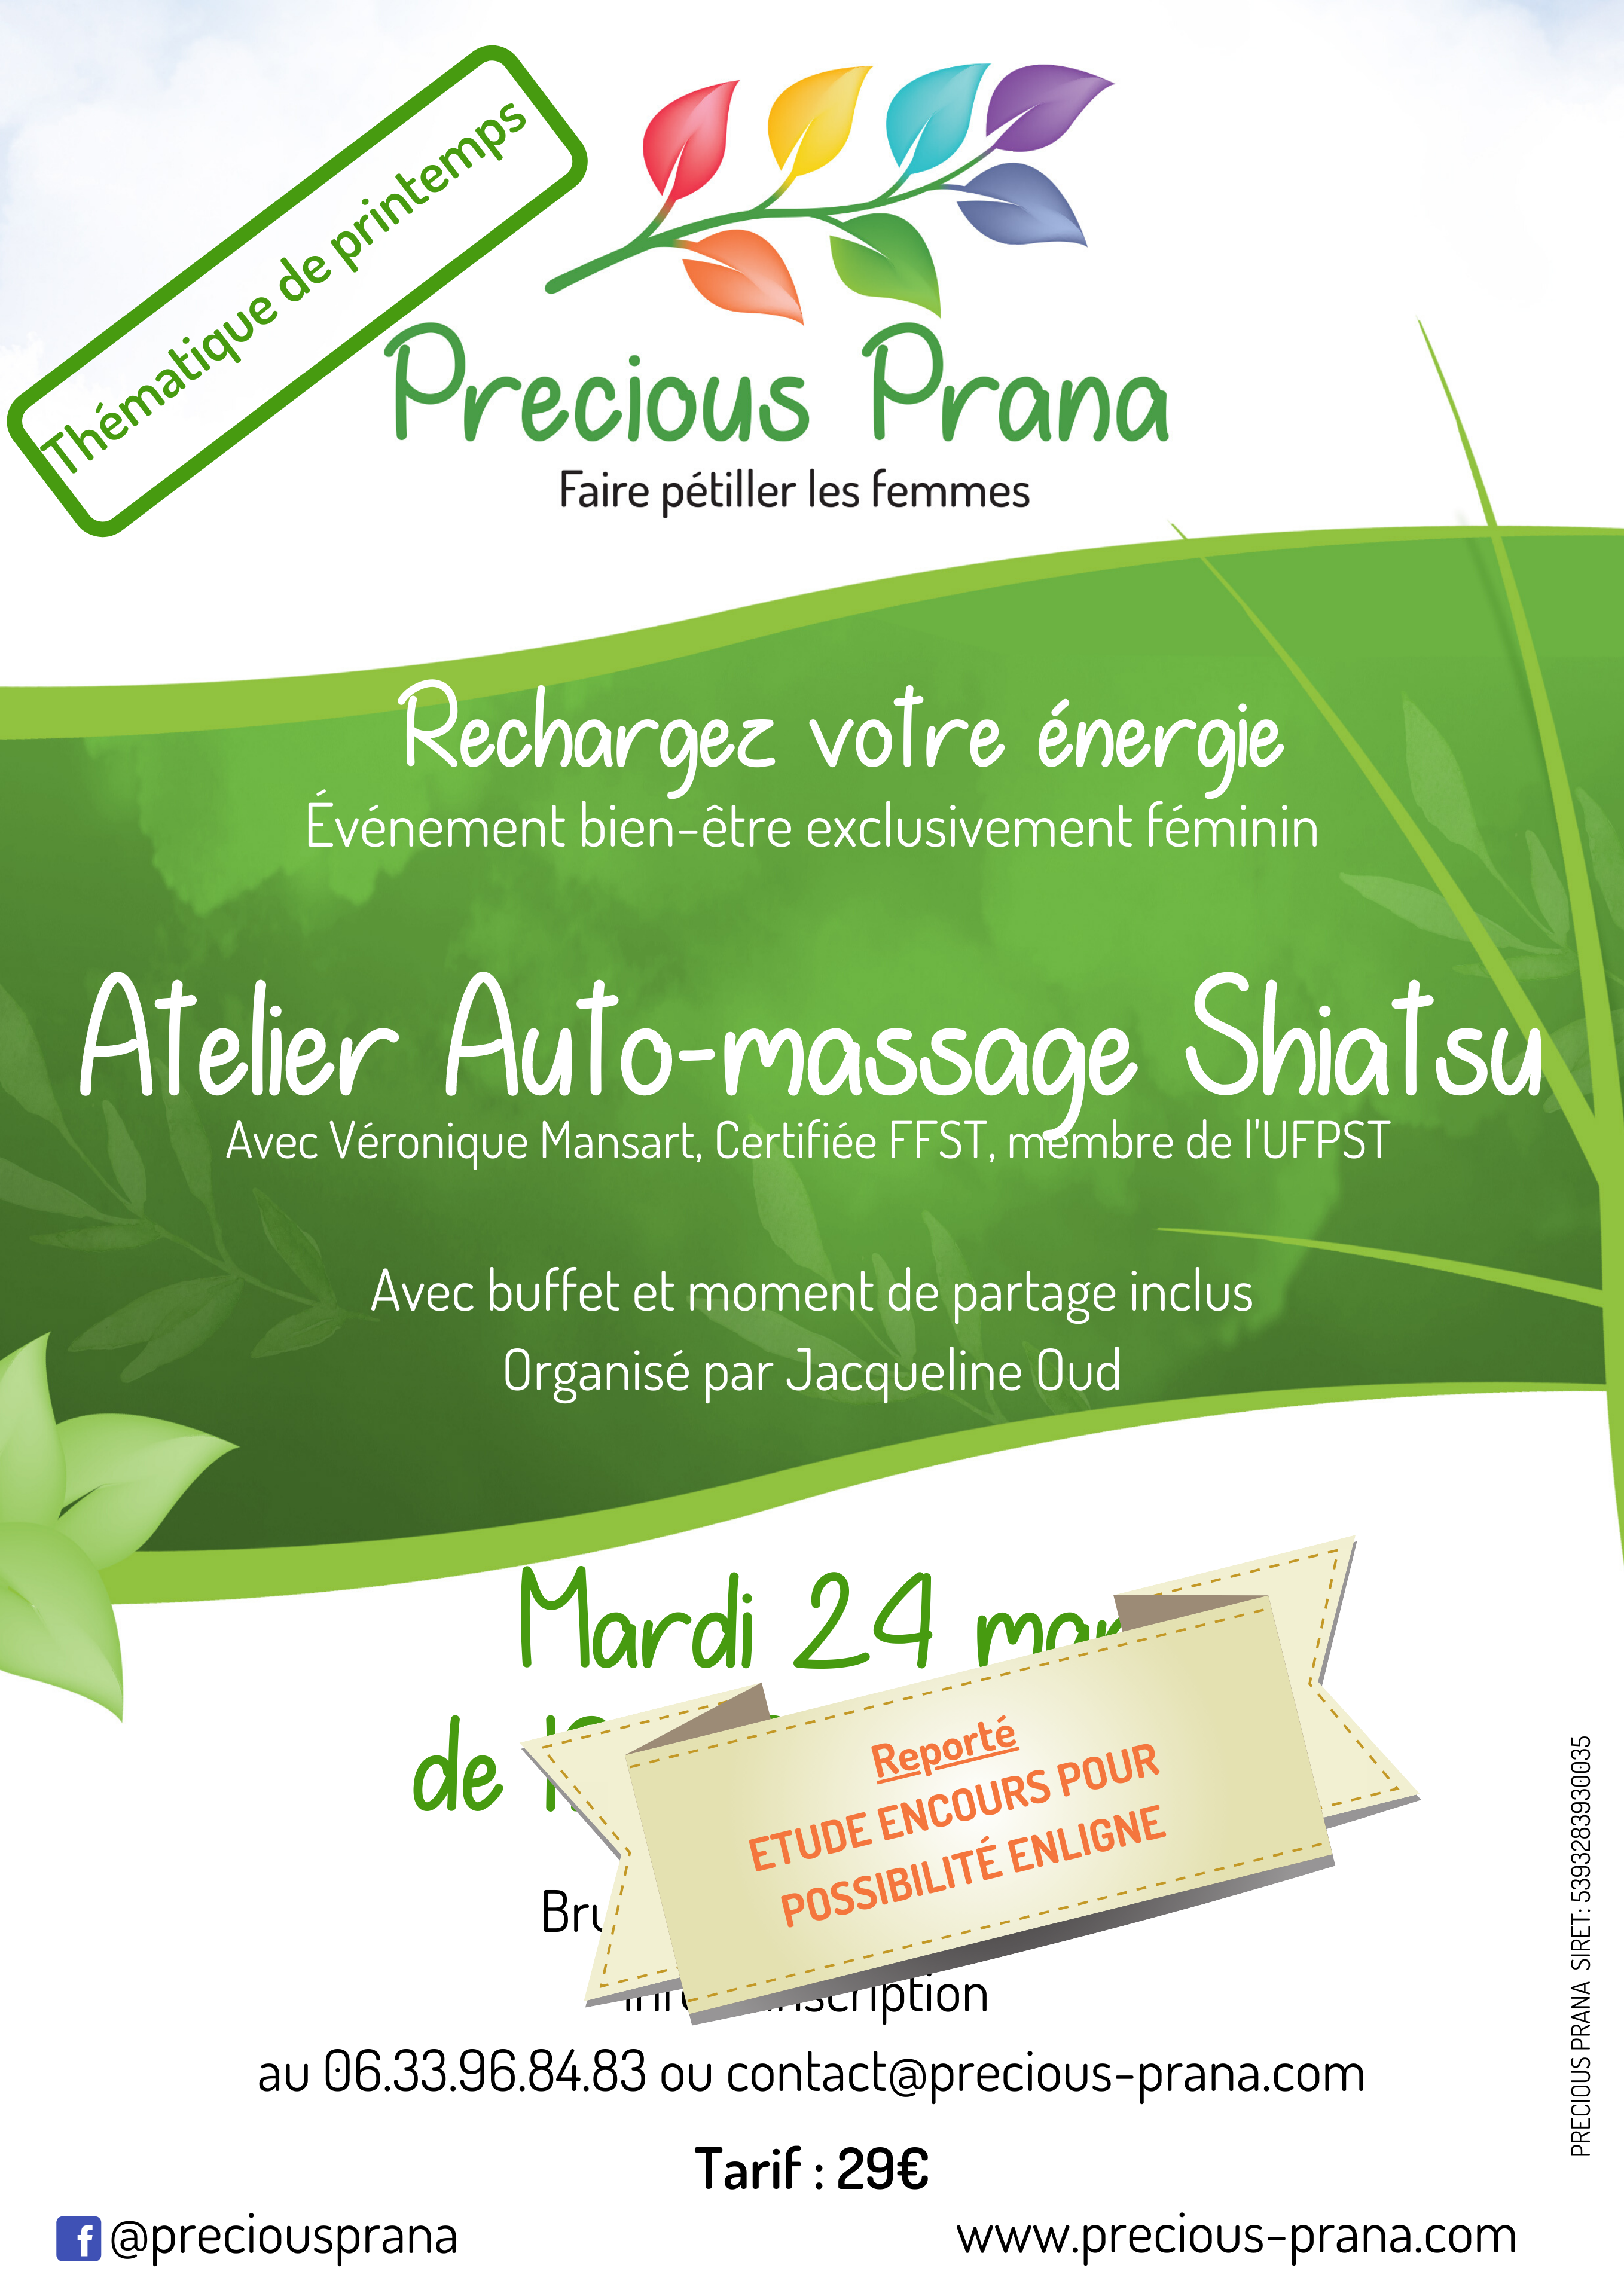 Thématique de printemps
Precious Prana
Faire pétiller les femmes
Rechargez votre énergie
Événement bien-être exclusivement féminin
Atelier Auto-massage Shiatsu
Avec Véronique Mansart, Certifiée FFST, membre de l'UFPST
Avec buffet et moment de partage inclus
Organisé par Jacqueline Oud
Mardi 24
de
Reporté
ETUDE ENCOURS POUR
POSSIBILITÉ ENLIGNE
au 06.33.96.84.83 ou contact@precious-prana.com
Tarif : 29€
@preciousprana
www.precious-prana.com
PRECIOUS PRANA SIRET: 53932839300035